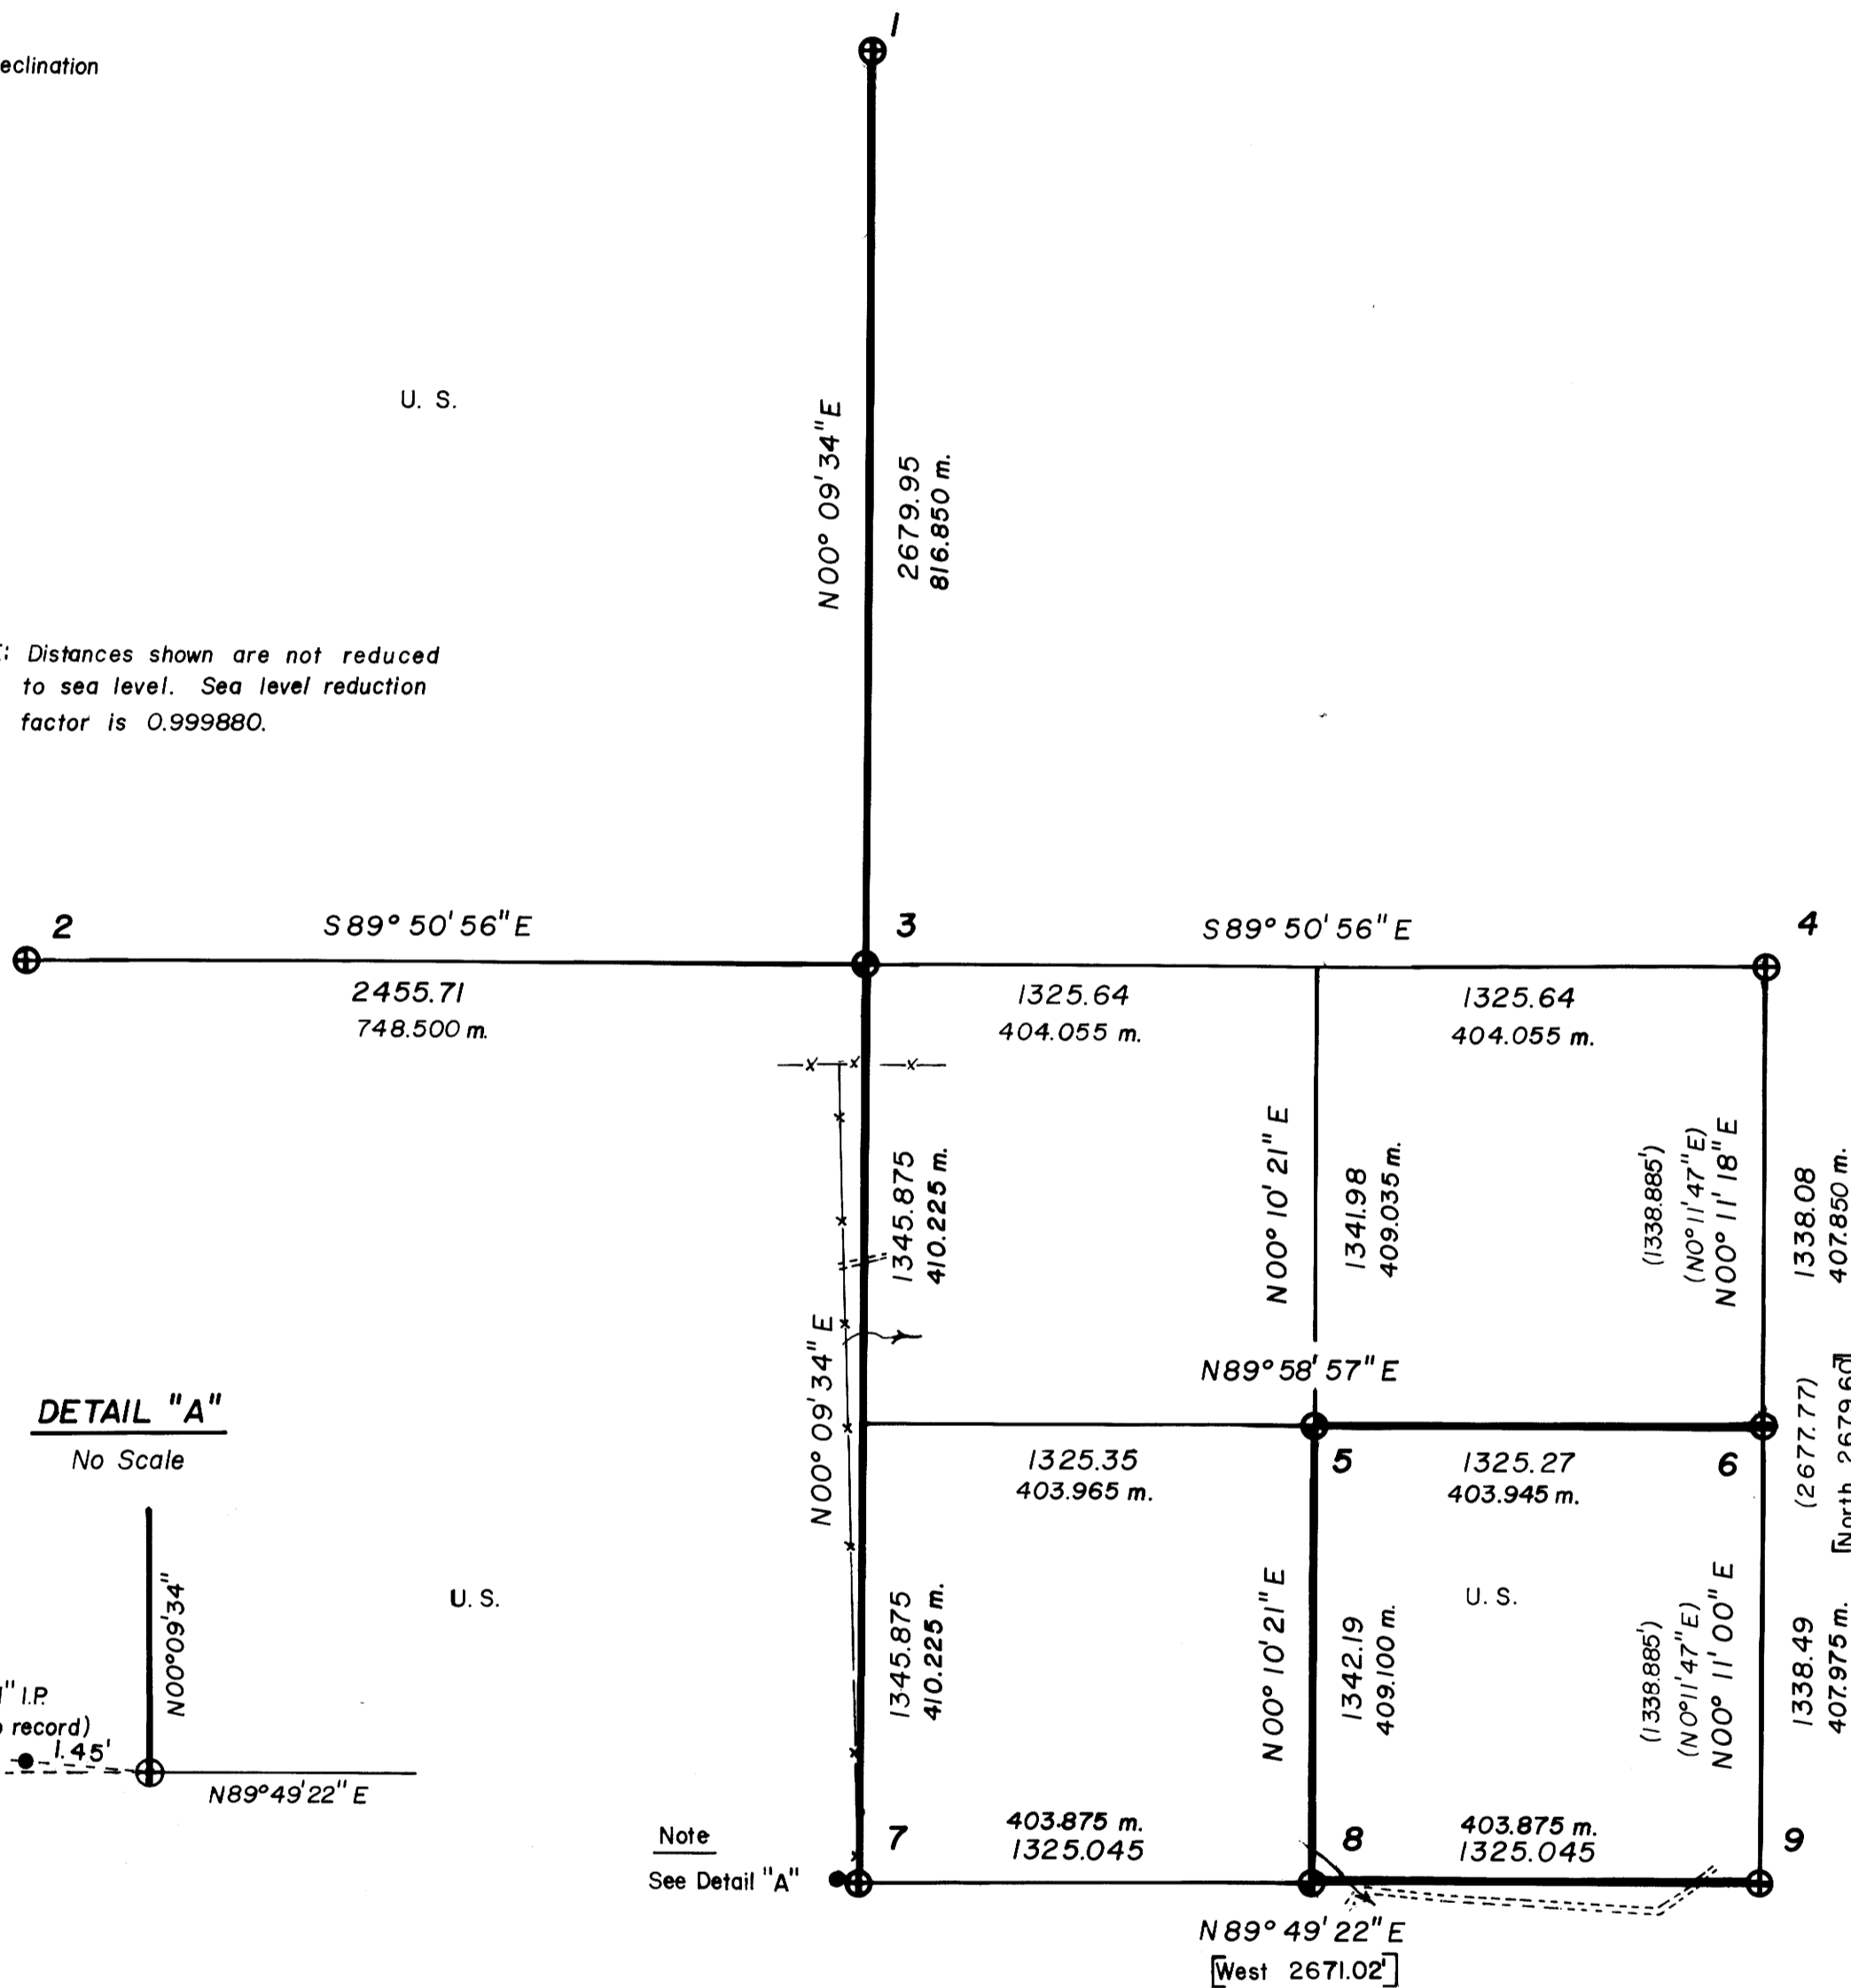 1
eclination
U. S.
N00° 09' 34" E
2679.95
816.850 m.
: Distances shown are not reduced
to sea level. Sea level reduction
factor is 0.999880.
2
S89° 50' 56" E
3
S89° 50' 56" E
4
2455.71
748.500 m.
1325.64
404.055 m.
1325.64
404.055 m.
1345.875
410.225 m.
N00° 10' 21" E
1341.98
409.035 m.
(1338.885')
(N0° 11' 47" E)
N00° 11' 18" E
1338.08
407.850 m.
N00° 09' 34" E
N89° 58' 57" E
(2677.77)
[North 2679.60]
1325.35
403.965 m.
5
1325.27
403.945 m.
6
DETAIL "A"
No Scale
N00°09'34"
U. S.
1" I.P.
record)
1.45'
N89°49'22" E
1345.875
410.225 m.
N00° 10' 21" E
1342.19
409.100 m.
U. S.
(1338.885')
(N0° 11' 47" E)
N00° 11' 00" E
1338.49
407.975 m.
Note
See Detail "A"
7
403.875 m.
1325.045
8
403.875 m.
1325.045
9
N89° 49' 22" E
[West 2671.02']